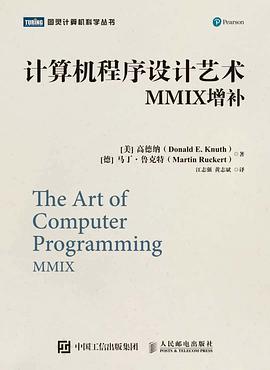 TURING
图灵计算机科学丛书
Pearson
计算机程序设计艺术
MMIX增补
[美] 高德纳（Donald E. Knuth）
[德] 马丁·鲁克特（Martin Ruckert）
著
江志强 黄志斌 译
The Art of
Computer
Programming
MMIX
中国工信出版集团
人民邮电出版社
POSTS & TELECOM PRESS